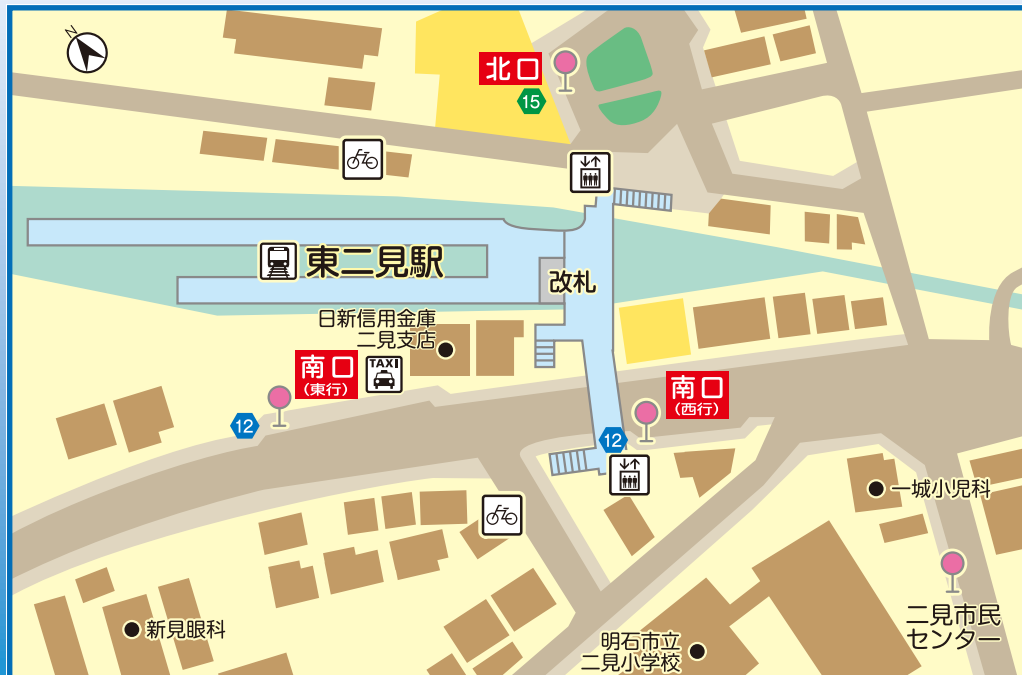 N
北口
15
東二見駅
改札
日新信用金庫
二見支店
南口
(東行)
TAXI
南口
(西行)
12
12
一城小児科
新見眼科
明石市立
二見小学校
二見市民
センター